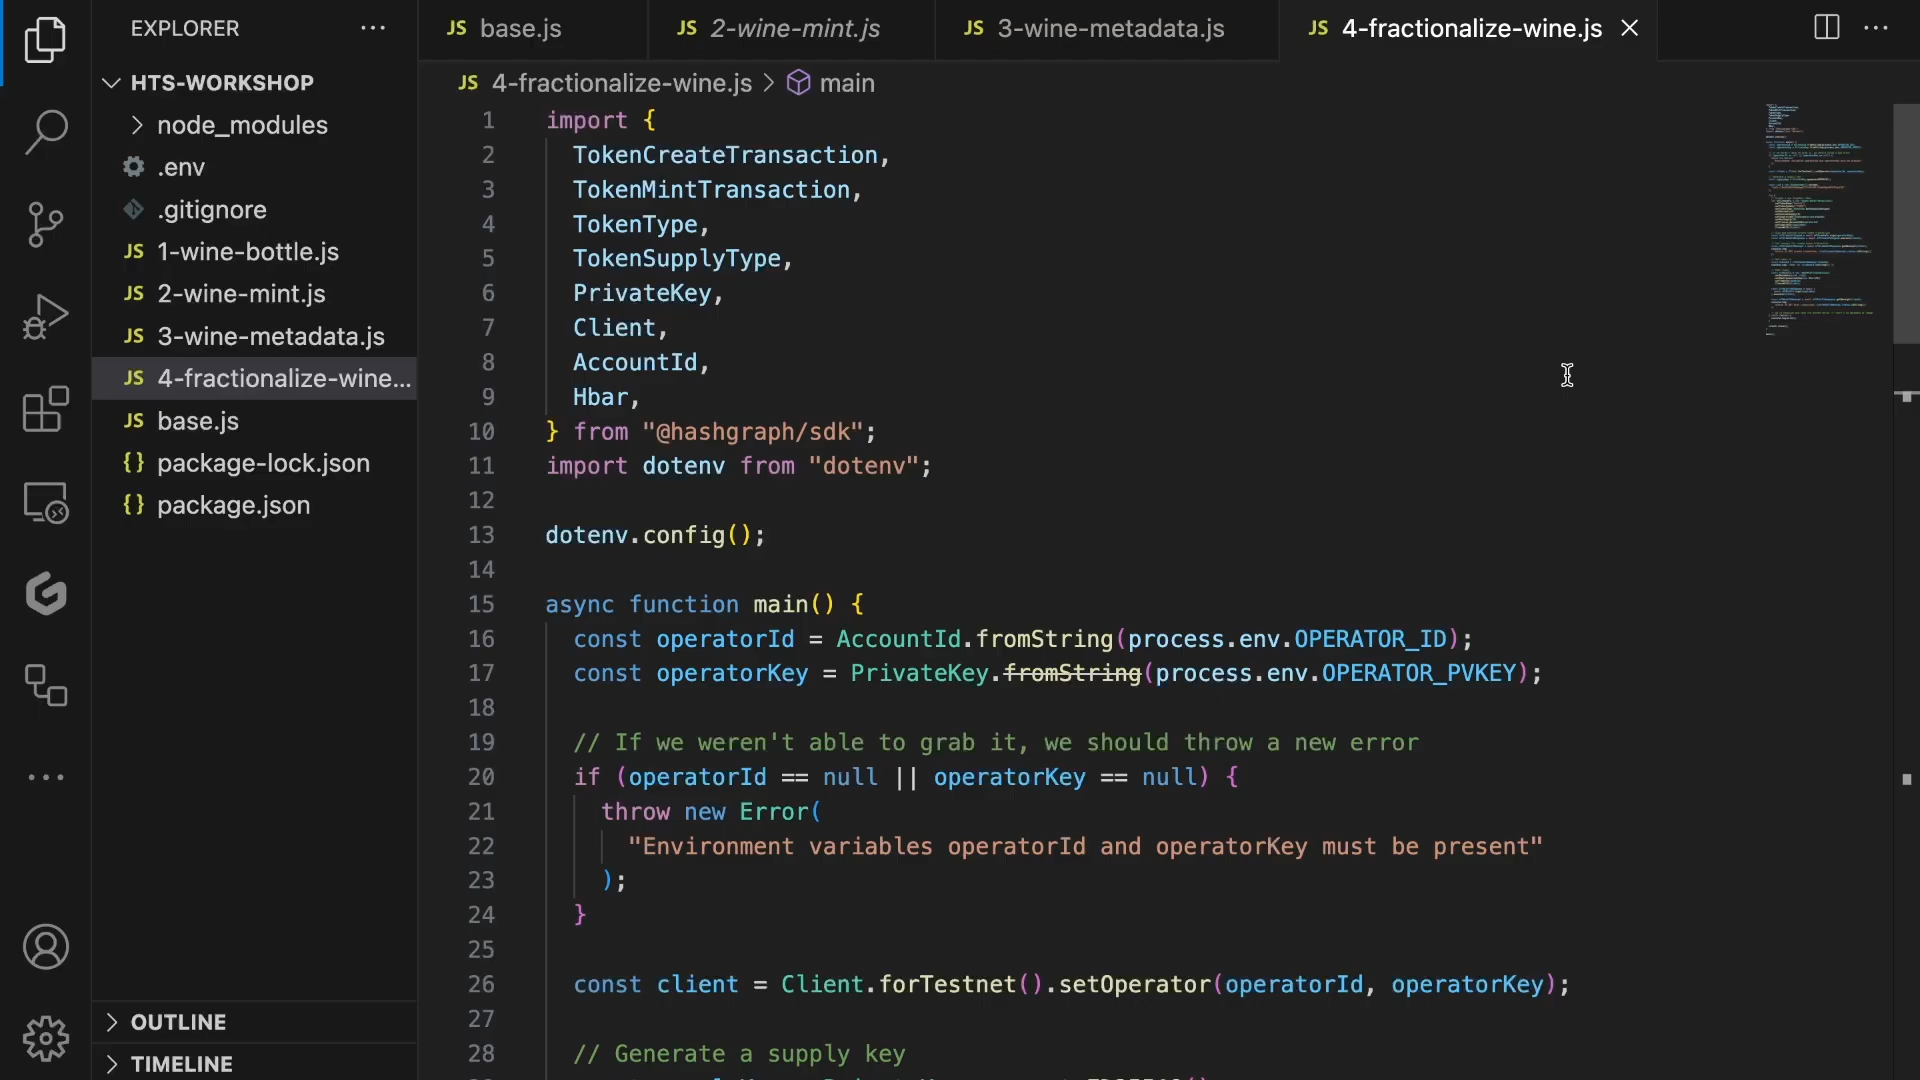 EXPLORER
HTS-WORKSHOP
node_modules
.env
.gitignore
JS 1-wine-bottle.js
JS 2-wine-mint.js
JS 3-wine-metadata.js
JS 4-fractionalize-wine...
JS base.js
{} package-lock.json
{} package.json
OUTLINE
TIMELINE
JS base.js
JS 2-wine-mint.js
JS 3-wine-metadata.js
JS 4-fractionalize-wine.js
JS 4-fractionalize-wine.js > main
1 import {
2 TokenCreateTransaction,
3 TokenMintTransaction,
4 TokenType,
5 TokenSupplyType,
6 PrivateKey,
7 Client,
8 AccountId,
9 Hbar,
10 } from "@hashgraph/sdk";
11 import dotenv from "dotenv";
12
13 dotenv.config();
14
15 async function main() {
16 const operatorId = AccountId.fromString(process.env.OPERATOR_ID);
17 const operatorKey = PrivateKey.fromString(process.env.OPERATOR_PVKEY);
18
19 // If we weren't able to grab it, we should throw a new error
20 if (operatorId == null || operatorKey == null) {
21 throw new Error(
22 "Environment variables operatorId and operatorKey must be present"
23 );
24 }
25
26 const client = Client.forTestnet().setOperator(operatorId, operatorKey);
27
28 // Generate a supply key